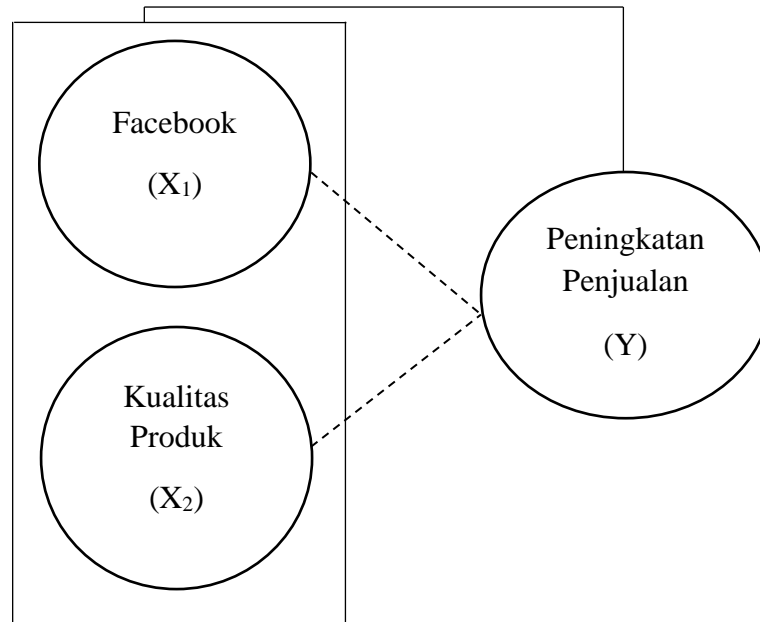 Facebook
(X₁)
Peningkatan
Penjualan
(Y)
Kualitas
Produk
(X₂)